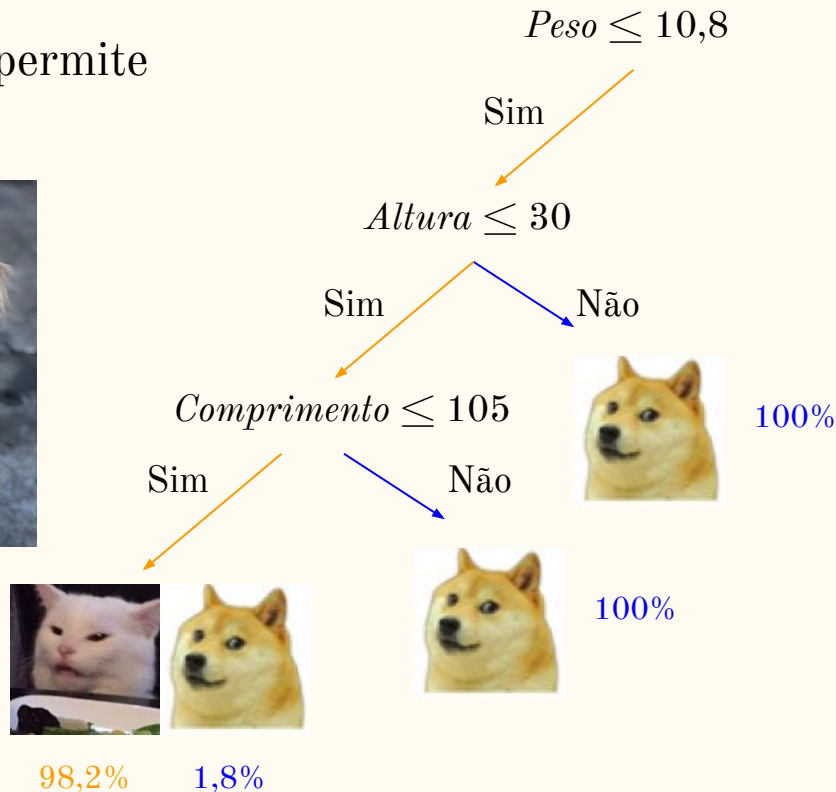 permite
Peso ≤ 10,8
Sim
Altura ≤ 30
Sim
Não
Comprimento ≤ 105
100%
Sim
Não
100%
98,2%
1,8%